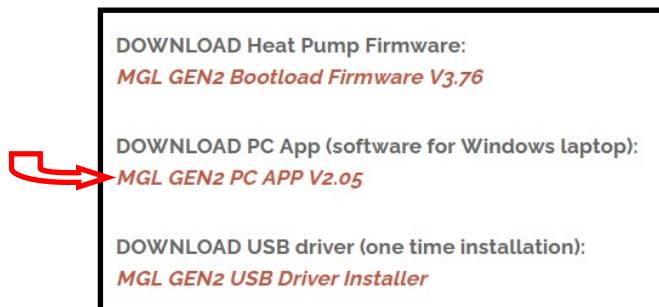 DOWNLOAD Heat Pump Firmware:
MGL GEN2 Bootload Firmware V3.76
DOWNLOAD PC App (software for Windows laptop):
MGL GEN2 PC APP V2.05
DOWNLOAD USB driver (one time installation):
MGL GEN2 USB Driver Installer